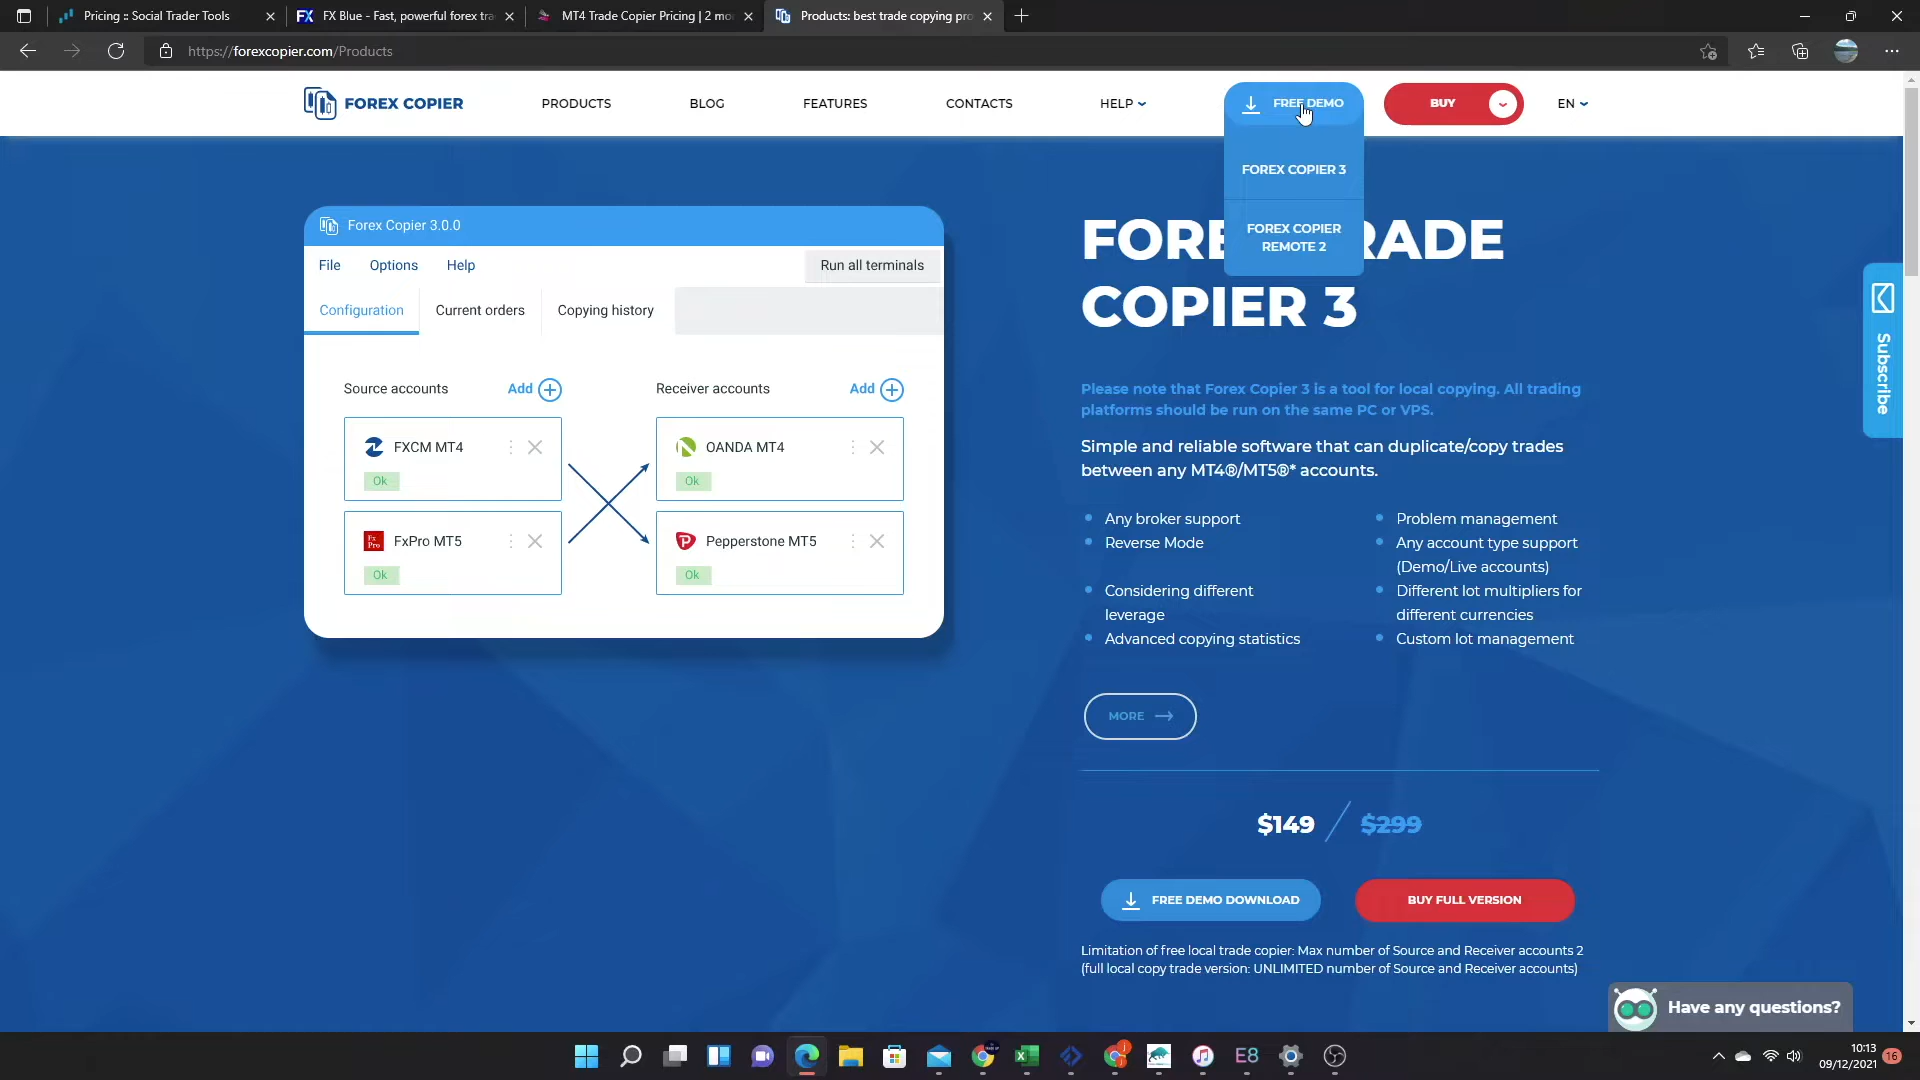 Pricing :: Social Trader Tools
FX Blue - Fast, powerful forex tra
MT4 Trade Copier Pricing | 2 mo
Products: best trade copying pro
https://forexcopier.com/Products
FOREX COPIER
PRODUCTS
BLOG
FEATURES
CONTACTS
HELP
FREE DEMO
BUY
EN
FOREX COPIER 3
FOREX COPIER
REMOTE 2
Forex Copier 3.0.0
File
Options
Help
Run all terminals
Configuration
Current orders
Copying history
Source accounts
Add
Receiver accounts
Add
FXCM MT4
Ok
OANDA MT4
Ok
FxPro MT5
Ok
Pepperstone MT5
Ok
COPIER 3
Please note that Forex Copier 3 is a tool for local copying. All trading
platforms should be run on the same PC or VPS.
Simple and reliable software that can duplicate/copy trades
between any MT4®/MT5®* accounts.
Any broker support
Reverse Mode
Considering different
leverage
Advanced copying statistics
Problem management
Any account type support
(Demo/Live accounts)
Different lot multipliers for
different currencies
Custom lot management
MORE
$149 / $299
FREE DEMO DOWNLOAD
BUY FULL VERSION
Limitation of free local trade copier: Max number of Source and Receiver accounts 2
(full local copy trade version: UNLIMITED number of Source and Receiver accounts)
Subscribe
Have any questions?
E8
10:13
09/12/2021
16